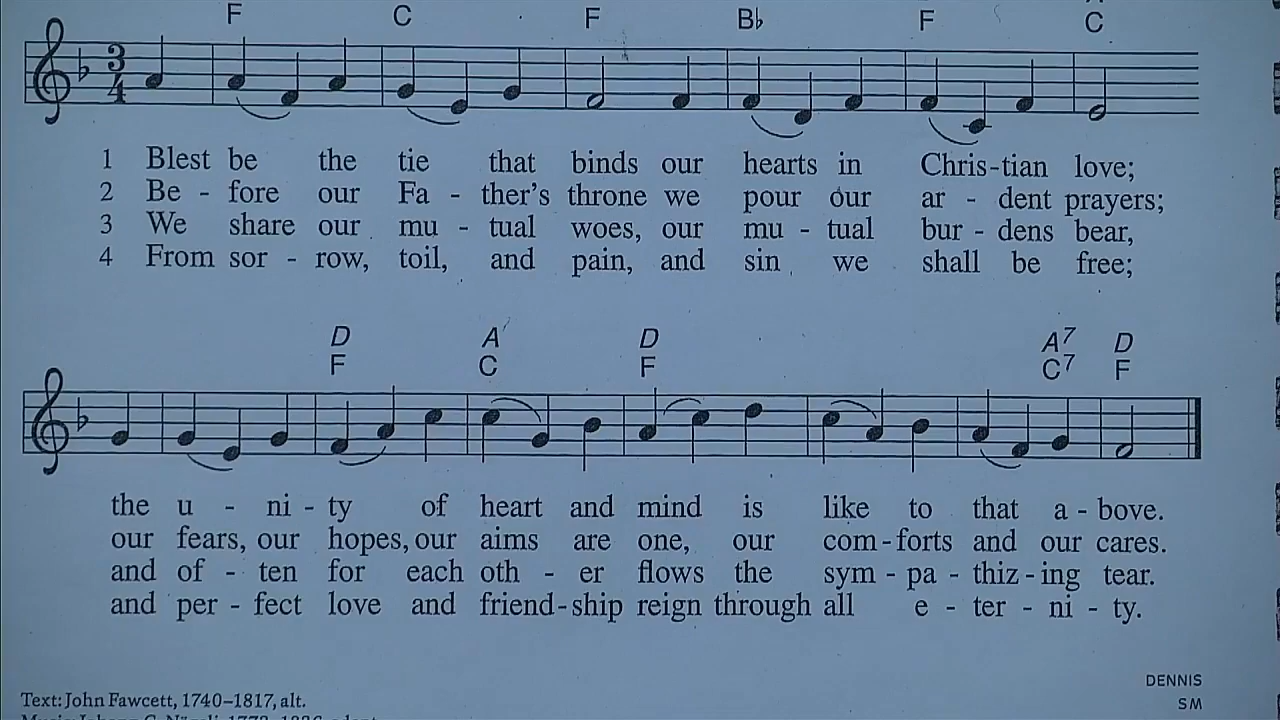 F C F B♭ F C
3
4
1 Blest be the tie that binds our hearts in Chris-tian love;
2 Be - fore our Fa - ther's throne we pour our ar - dent prayers;
3 We share our mu - tual woes, our mu - tual bur - dens bear,
4 From sor - row, toil, and pain, and sin we shall be free;
D A D A7 D
F C F C7 F
the u - ni - ty of heart and mind is like to that a - bove.
our fears, our hopes, our aims are one, our com - forts and our cares.
and of - ten for each oth - er flows the sym - pa - thiz - ing tear.
and per - fect love and friend - ship reign through all e - ter - ni - ty.
DENNIS
Text: John Fawcett, 1740–1817, alt.
SM